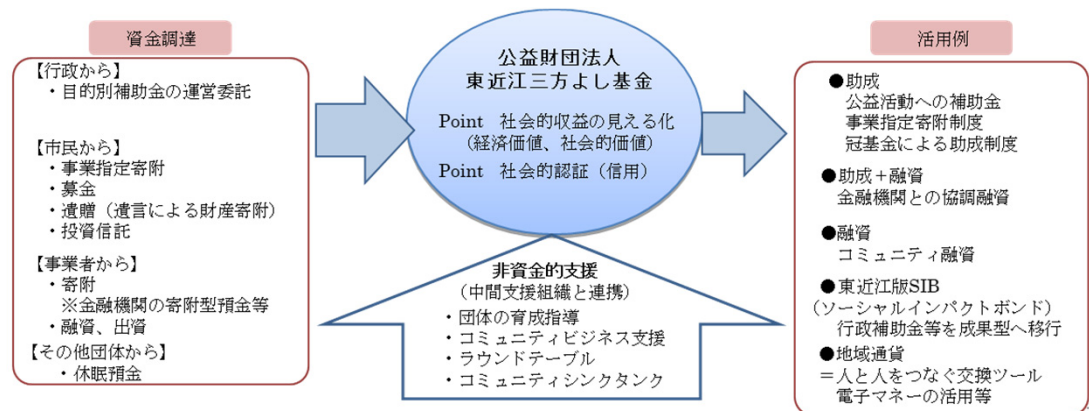 資金調達
【行政から】
・目的別補助金の運営委託
【市民から】
・事業指定寄附
・募金
・遺贈（遺言による財産寄附）
・投資信託
【事業者から】
・寄附
※金融機関の寄附型預金等
・融資、出資
【その他団体から】
・休眠預金
公益財団法人
東近江三方よし基金
Point 社会的収益の見える化
（経済価値、社会的価値）
Point 社会的認証（信用）
非資金的支援
（中間支援組織と連携）
・団体の育成指導
・コミュニティビジネス支援
・ラウンドテーブル
・コミュニティシンクタンク
活用例
●助成
公益活動への補助金
事業指定寄附制度
冠基金による助成制度
●助成＋融資
金融機関との協調融資
●融資
コミュニティ融資
●東近江版SIB
（ソーシャルインパクトボンド）
行政補助金等を成果型へ移行
●地域通貨
＝人と人をつなぐ交換ツール
電子マネーの活用等